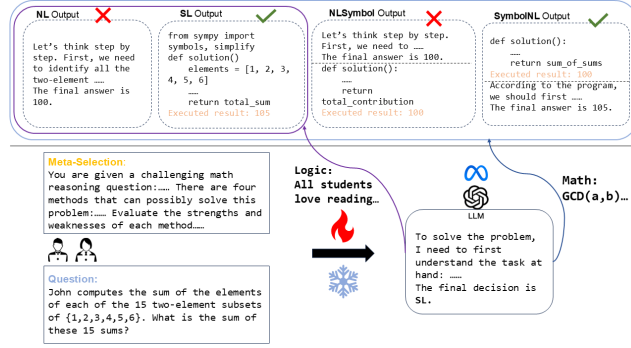 NL Output
Let's think step by
step. First, we need
to identify all the
two-element ……
The final answer is
100.
SL Output
from sympy import
symbols, simplify
def solution()
elements = [1, 2, 3,
4, 5, 6]
……
return total_sum
Executed result: 105
NLSymbol Output
Let's think step by step.
First, we need to ……
The final answer is 100.
def solution():
……
return
total_contribution
Executed result: 100
SymbolNL Output
def solution():
……
return sum_of_sums
Executed result: 100
According to the program,
we should first ……
The final answer is 105.
Meta-Selection:
You are given a challenging math
reasoning question:…… There are four
methods that can possibly solve this
problem:…… Evaluate the strengths and
weaknesses of each method……
Question:
John computes the sum of the elements
of each of the 15 two-element subsets
of {1,2,3,4,5,6}. What is the sum of
these 15 sums?
Logic:
All students
love reading…
LLM
To solve the problem,
I need to first
understand the task at
hand: ……
The final decision is
SL.
Math:
GCD(a,b)…